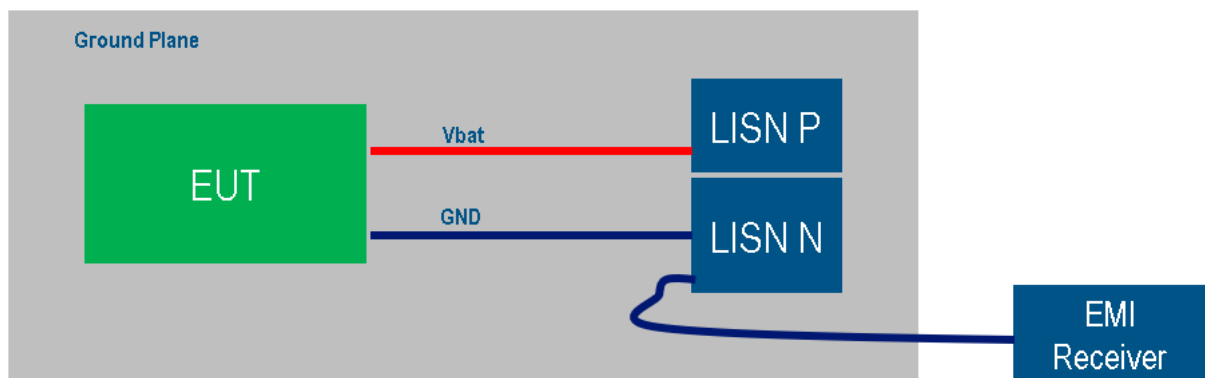 Ground Plane
Vbat
LISN P
EUT
GND
LISN N
EMI
Receiver